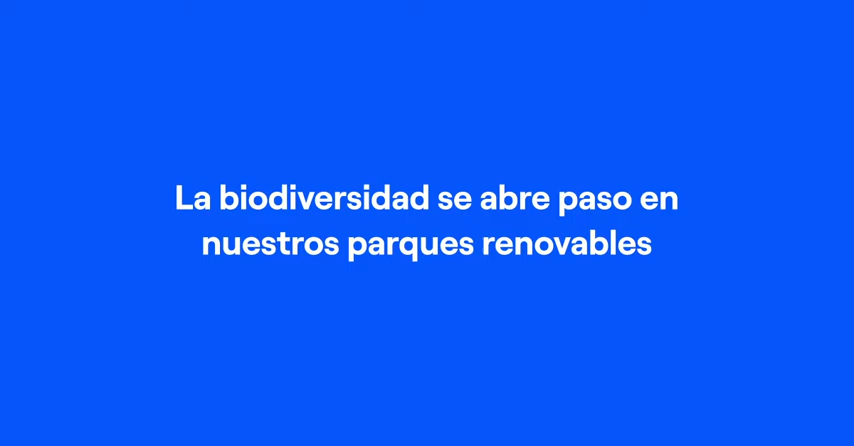 La biodiversidad se abre paso en
nuestros parques renovables